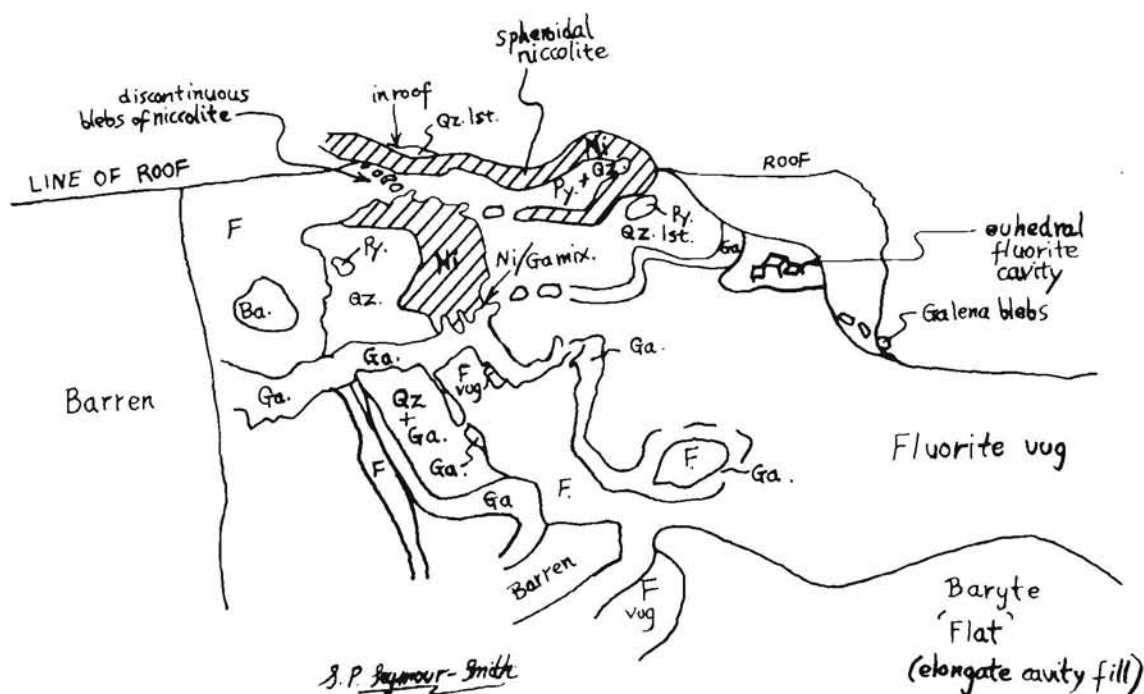 spheroidal
niccolite
discontinuous
blebs of niccolite
in roof
Qz. lst.
Ni
LINE OF ROOF
ROOF
Qz.
Py. +
F
Py.
Py.
Qz. lst.
Ga
euhedral
fluorite
cavity
Ni
Ni/Ga mix.
Qz.
Ba.
Galena blebs
Ga.
Ga.
Ga.
F
vug
Barren
Qz
+
Ga.
Ga.
F
F
Ga.
Fluorite vug
Ga
F.
Barren
F
vug
Baryte
'Flat'
(elongate cavity fill)
S. P. Seymour-Smith